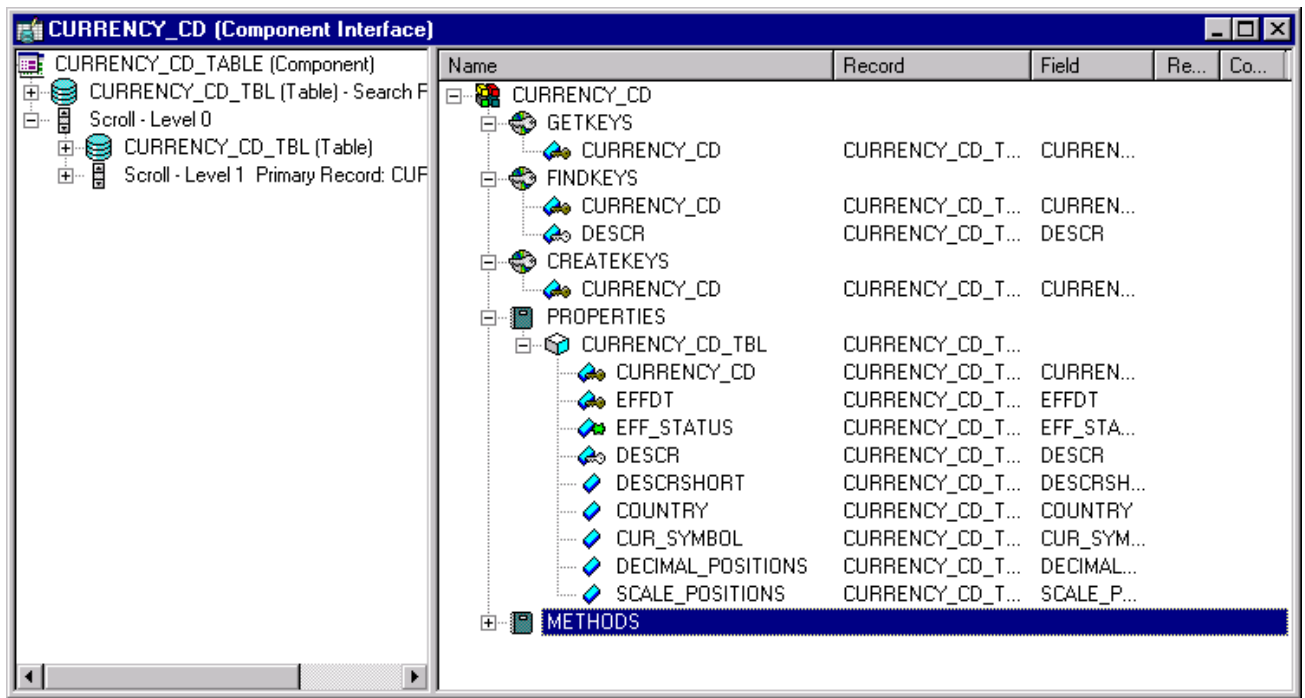 CURRENCY_CD (Component Interface)
CURRENCY_CD_TABLE (Component)
CURRENCY_CD_TBL (Table) - Search F
Scroll - Level 0
CURRENCY_CD_TBL (Table)
Scroll - Level 1 Primary Record: CUF
Name Record Field Re... Co...
CURRENCY_CD
GETKEYS
CURRENCY_CD CURRENCY_CD_T... CURREN...
FINDKEYS
CURRENCY_CD CURRENCY_CD_T... CURREN...
DESCR CURRENCY_CD_T... DESCR
CREATEKEYS
CURRENCY_CD CURRENCY_CD_T... CURREN...
PROPERTIES
CURRENCY_CD_TBL CURRENCY_CD_T...
CURRENCY_CD CURRENCY_CD_T... CURREN...
EFFDT CURRENCY_CD_T... EFFDT
EFF_STATUS CURRENCY_CD_T... EFF_STA...
DESCR CURRENCY_CD_T... DESCR
DESCRSHORT CURRENCY_CD_T... DESCRSH...
COUNTRY CURRENCY_CD_T... COUNTRY
CUR_SYMBOL CURRENCY_CD_T... CUR_SYM...
DECIMAL_POSITIONS CURRENCY_CD_T... DECIMAL...
SCALE_POSITIONS CURRENCY_CD_T... SCALE_P...
METHODS